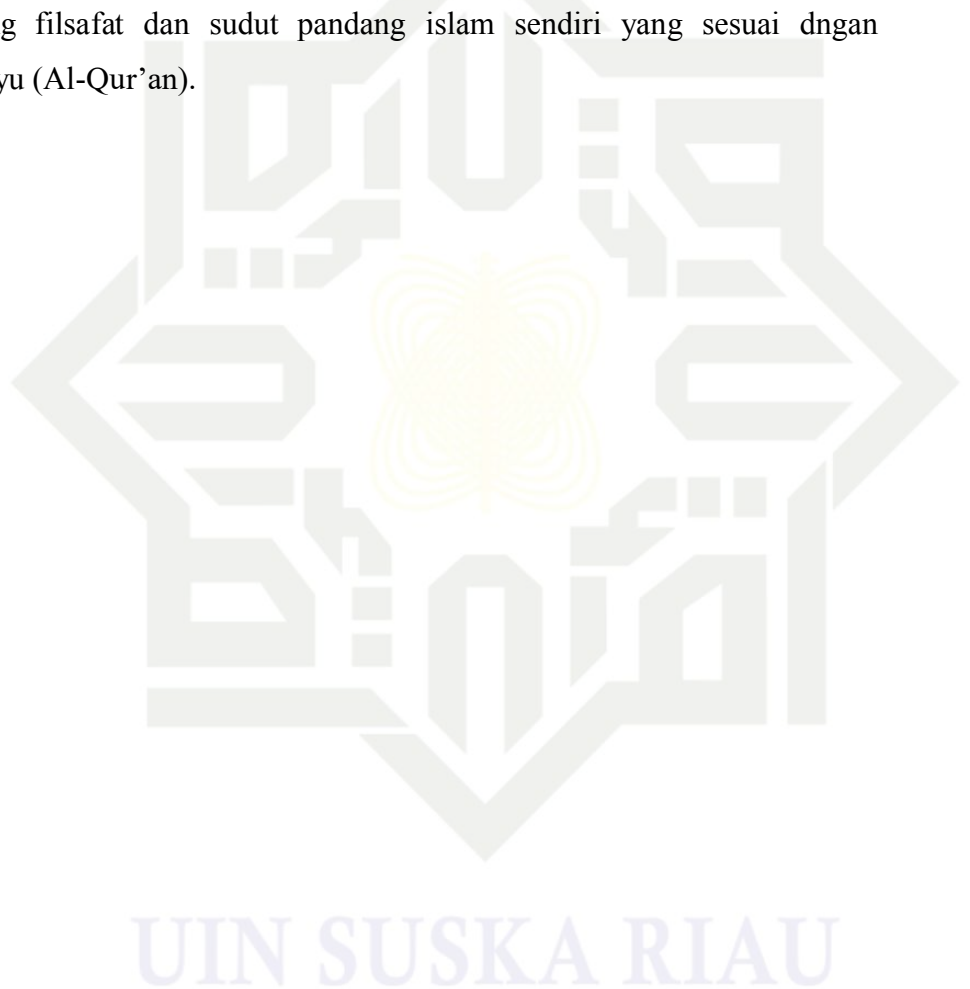 g filsafat dan sudut pandang islam sendiri yang sesuai dngan
yu (Al-Qur’an).
UIN SUSKA RIAU